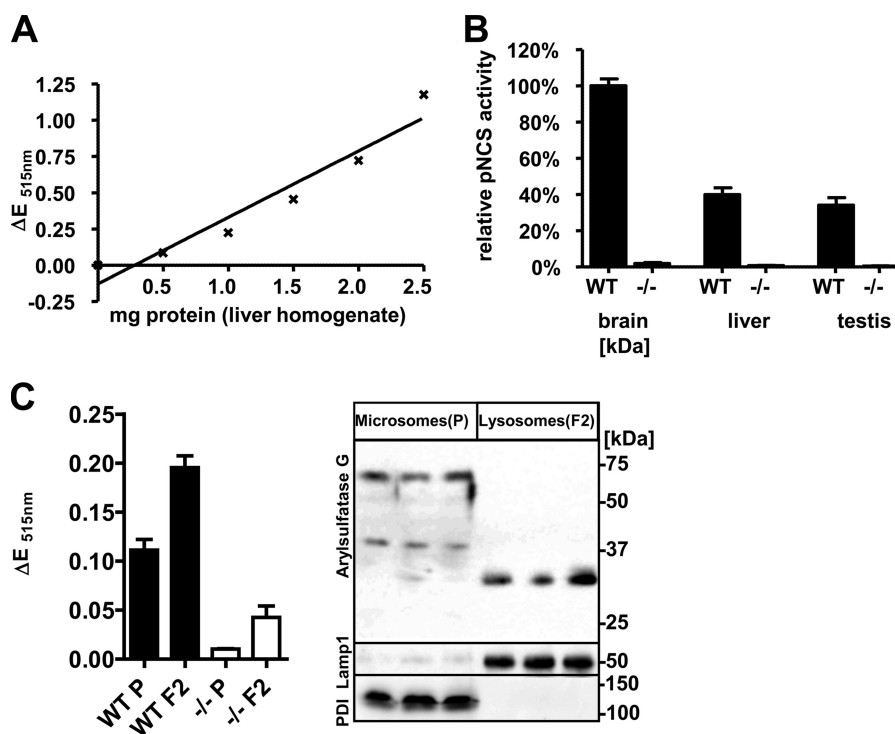 A
ΔE 515nm
1.25
1.00
0.75
0.50
0.25
0.00
-0.25
0.5 1.0 1.5 2.0 2.5
mg protein (liver homogenate)
B
relative pNCS activity
120%
100%
80%
60%
40%
20%
0%
WT -/- WT -/- WT -/-
brain liver testis
[kDa]
C
ΔE 515nm
0.25
0.20
0.15
0.10
0.05
0.00
WT P
WT F2
-/- P
-/- F2
Microsomes(P) Lysosomes(F2)
[kDa]
Arylsulfatase G
-75
-50
-37
-25
Lamp1
-50
PDI
-150
-100